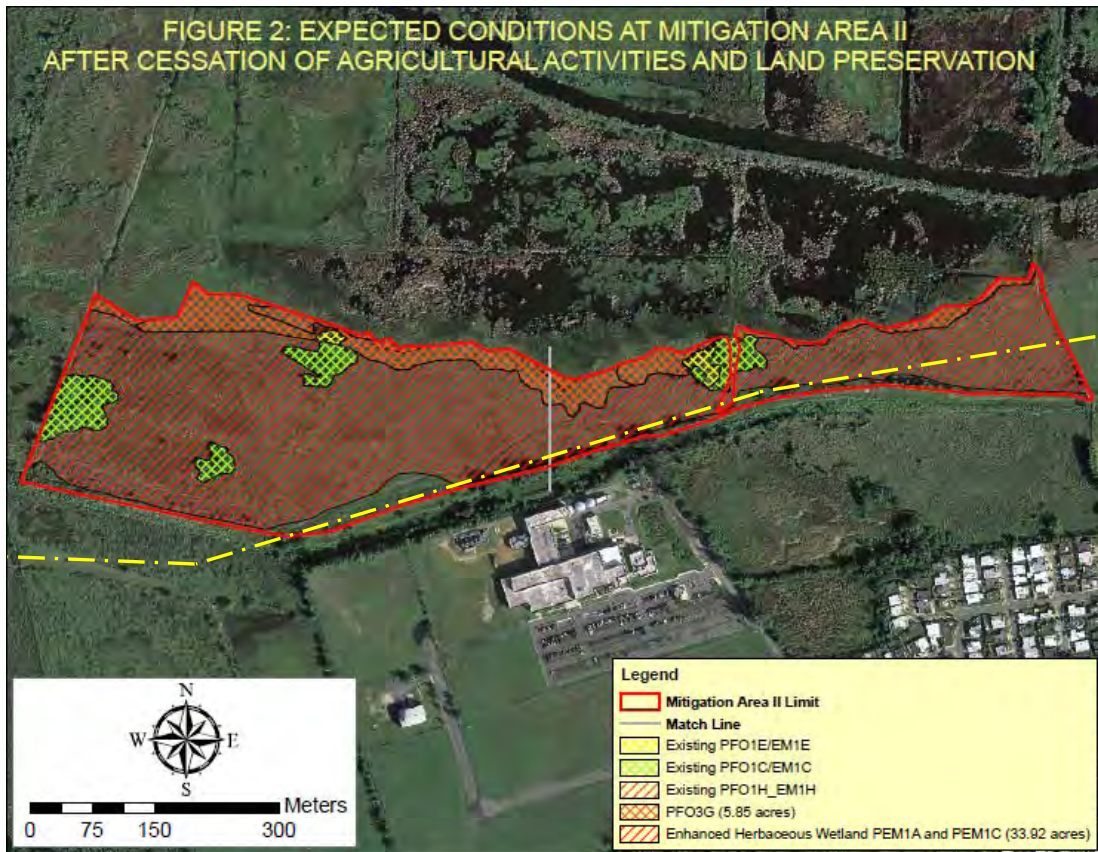 FIGURE 2: EXPECTED CONDITIONS AT MITIGATION AREA II
AFTER CESSATION OF AGRICULTURAL ACTIVITIES AND LAND PRESERVATION
N
W E
S
Meters
0 75 150 300
Legend
Mitigation Area II Limit
Match Line
Existing PFO1E/EM1E
Existing PFO1C/EM1C
Existing PFO1H_EM1H
PFO3G (5.85 acres)
Enhanced Herbaceous Wetland PEM1A and PEM1C (33.92 acres)